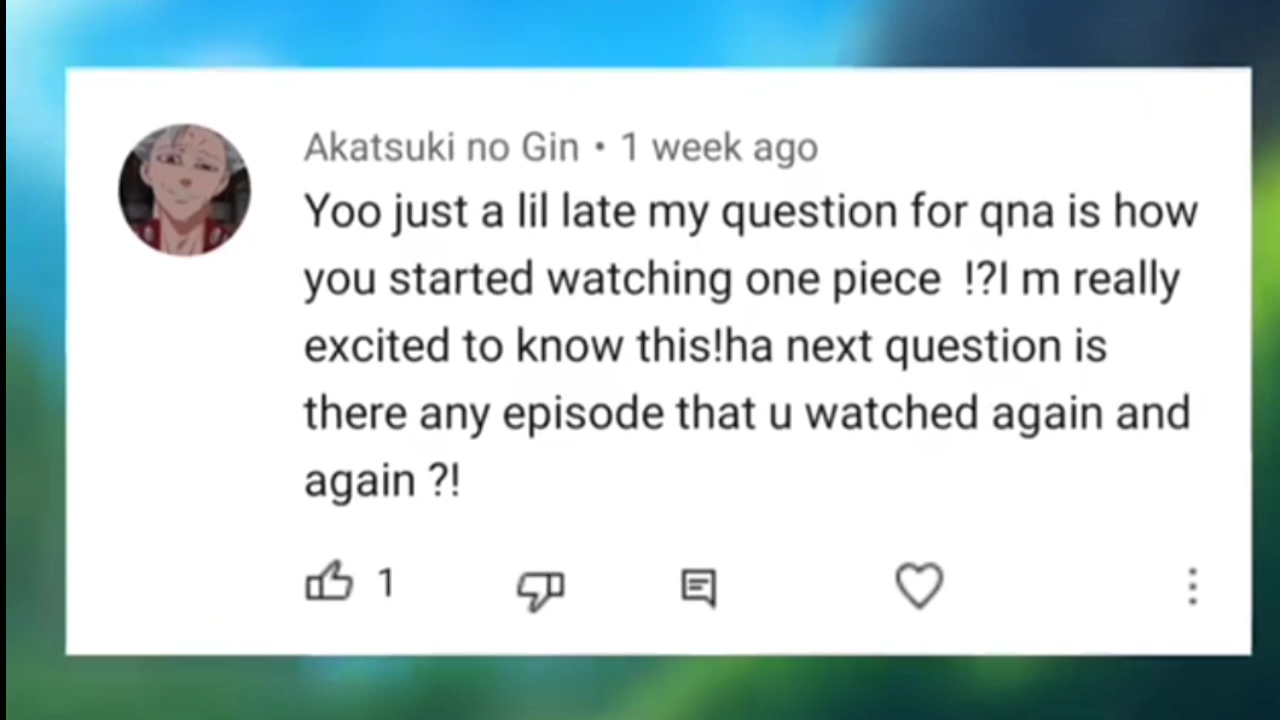 Akatsuki no Gin • 1 week ago
Yoo just a lil late my question for qna is how
you started watching one piece  !?I m really
excited to know this!ha next question is
there any episode that u watched again and
again ?!
1